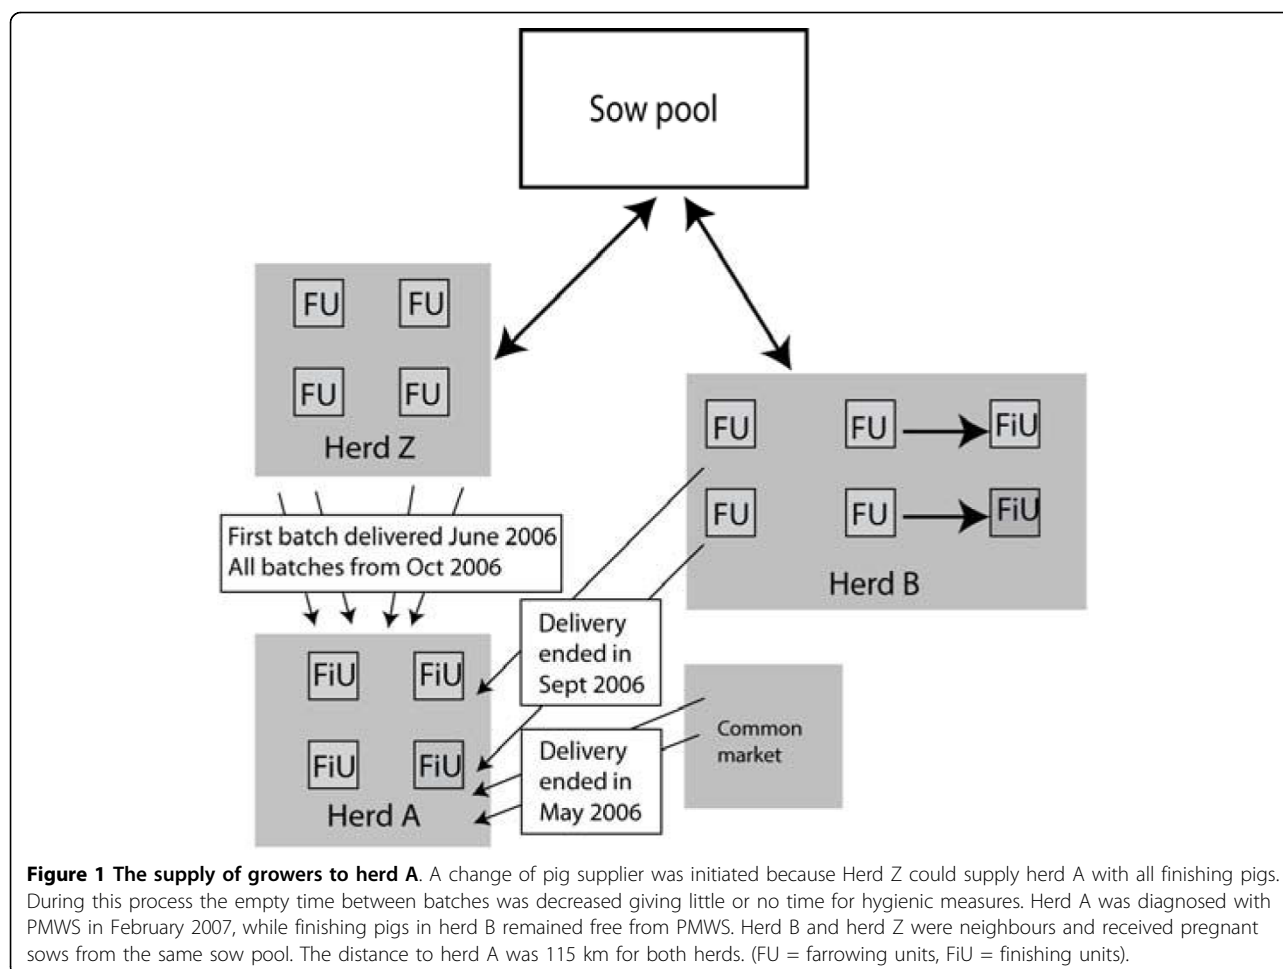 Sow pool
FU FU
FU FU
Herd Z
FU FU FiU
FU FU FiU
Herd B
First batch delivered June 2006
All batches from Oct 2006
Delivery
ended in
Sept 2006
FiU FiU
FiU FiU
Herd A
Delivery
ended in
May 2006
Common
market
Figure 1 The supply of growers to herd A. A change of pig supplier was initiated because Herd Z could supply herd A with all finishing pigs.
During this process the empty time between batches was decreased giving little or no time for hygienic measures. Herd A was diagnosed with
PMWS in February 2007, while finishing pigs in herd B remained free from PMWS. Herd B and herd Z were neighbours and received pregnant
sows from the same sow pool. The distance to herd A was 115 km for both herds. (FU = farrowing units, FiU = finishing units).